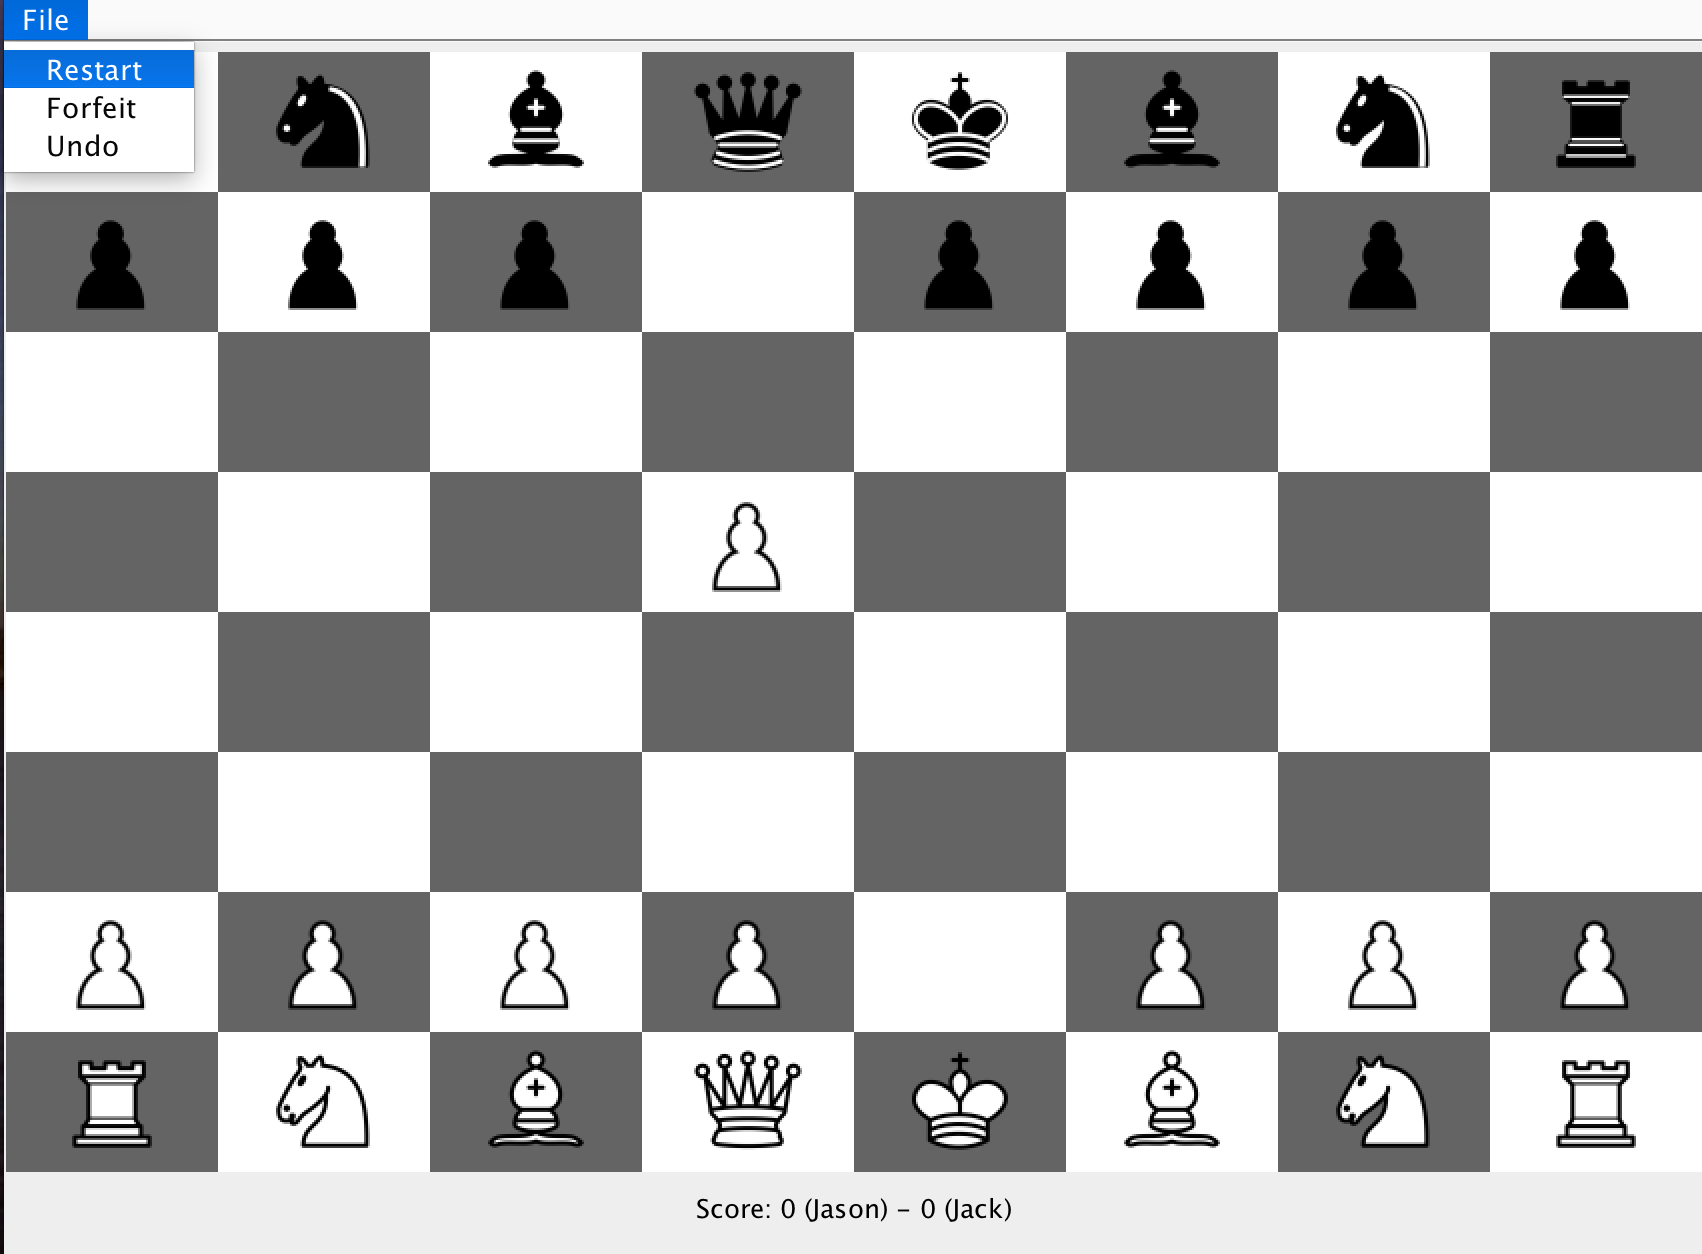 File
Restart
Forfeit
Undo
Score: 0 (Jason) – 0 (Jack)